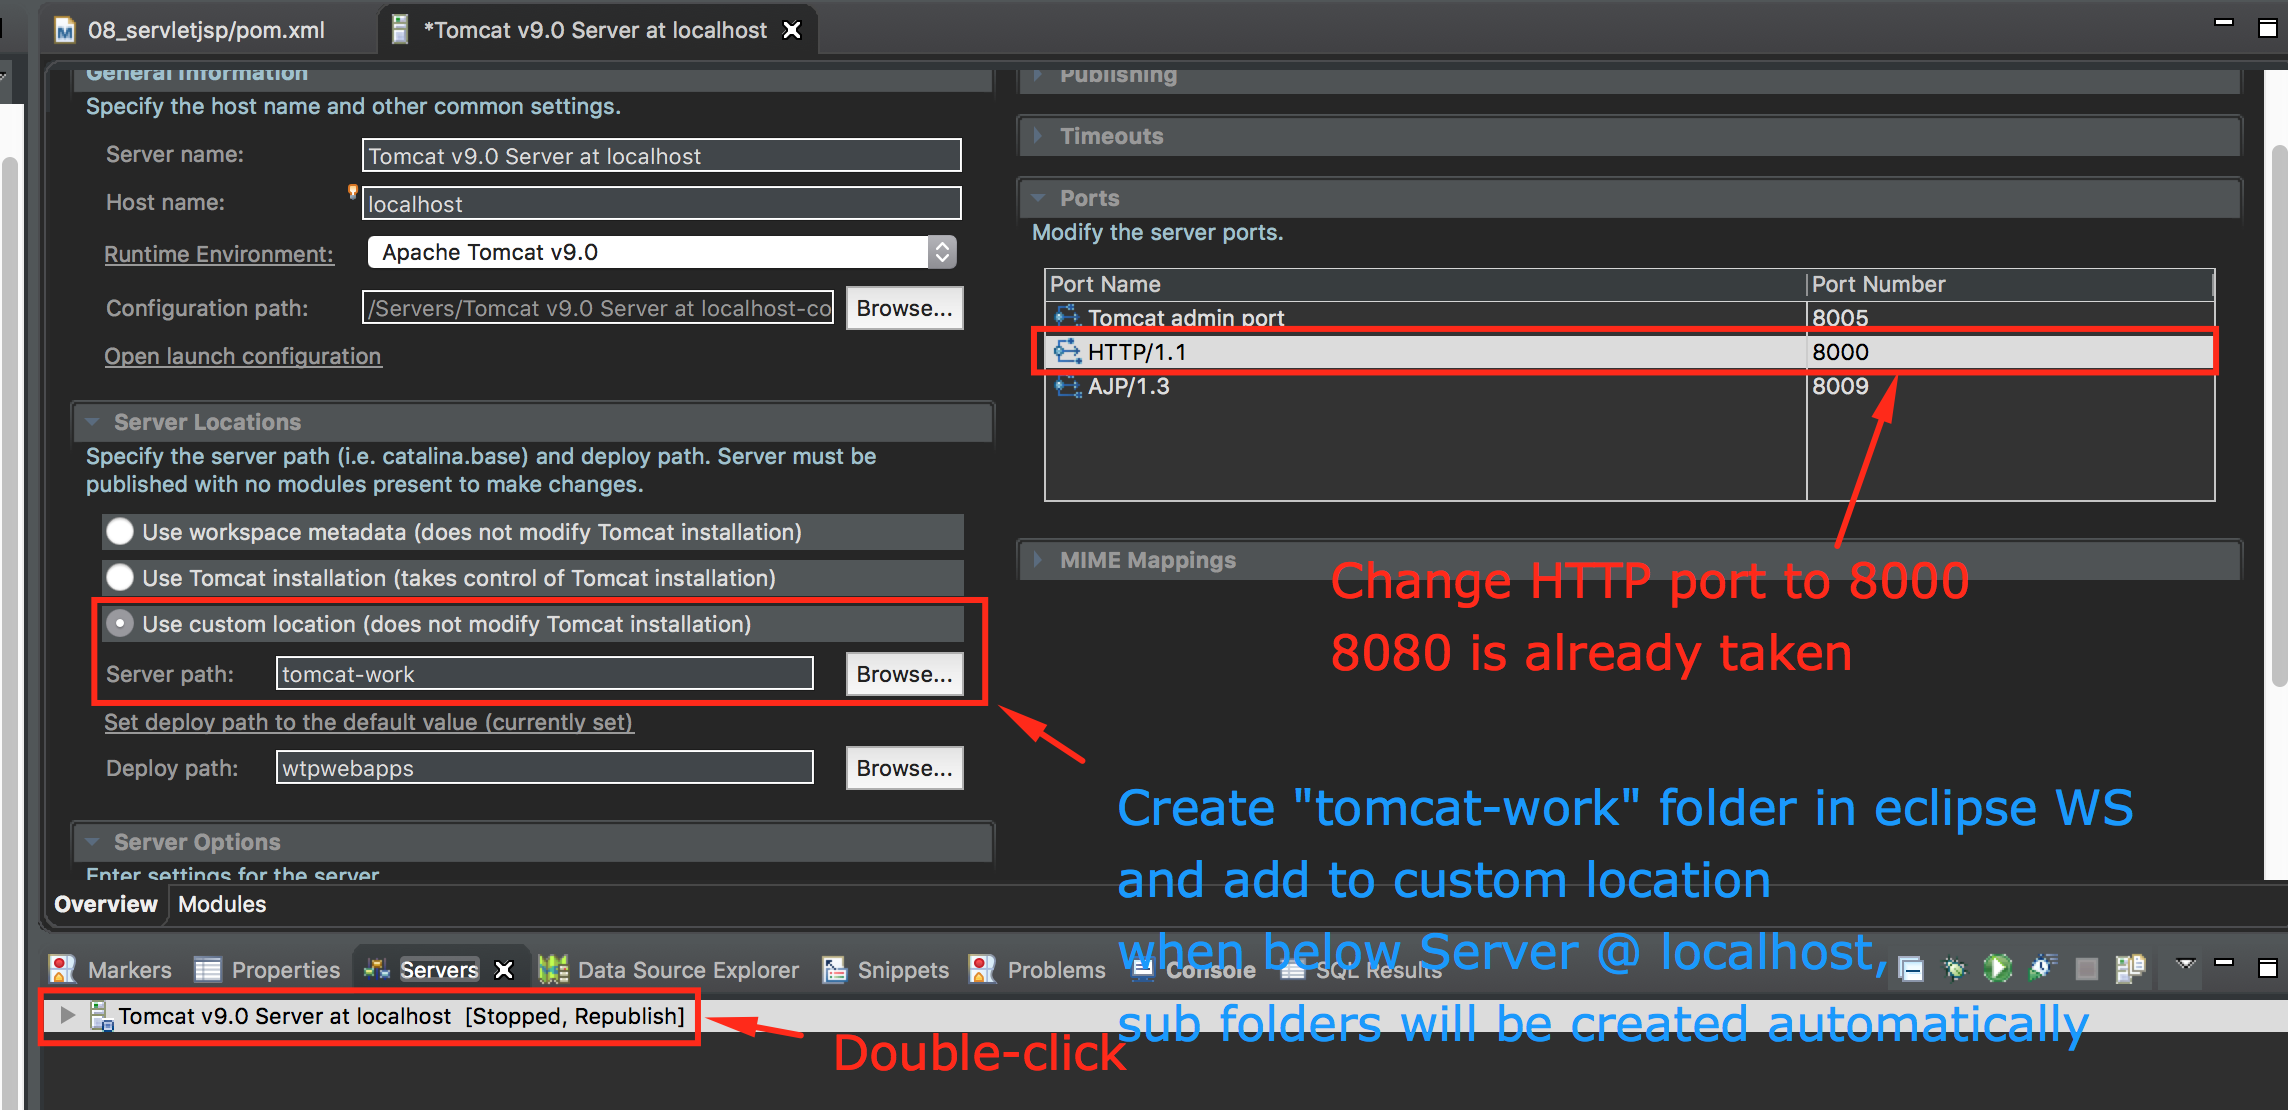 08_servletjsp/pom.xml
*Tomcat v9.0 Server at localhost
General Information
Specify the host name and other common settings.
Server name:
Tomcat v9.0 Server at localhost
Host name:
localhost
Runtime Environment:
Apache Tomcat v9.0
Configuration path:
/Servers/Tomcat v9.0 Server at localhost-co
Browse...
Open launch configuration
Server Locations
Specify the server path (i.e. catalina.base) and deploy path. Server must be
published with no modules present to make changes.
Use workspace metadata (does not modify Tomcat installation)
Use Tomcat installation (takes control of Tomcat installation)
Use custom location (does not modify Tomcat installation)
Server path:
tomcat-work
Browse...
Set deploy path to the default value (currently set)
Deploy path:
wtpwebapps
Browse...
Server Options
Enter settings for the server
Publishing
Timeouts
Ports
Modify the server ports.
Port Name Port Number
Tomcat admin port 8005
HTTP/1.1 8000
AJP/1.3 8009
MIME Mappings
Change HTTP port to 8000
8080 is already taken
Create "tomcat-work" folder in eclipse WS
and add to custom location
when below Server @ localhost,
sub folders will be created automatically
Overview Modules
Markers Properties Servers Data Source Explorer Snippets Problems Console SQL Results
Tomcat v9.0 Server at localhost [Stopped, Republish]
Double-click